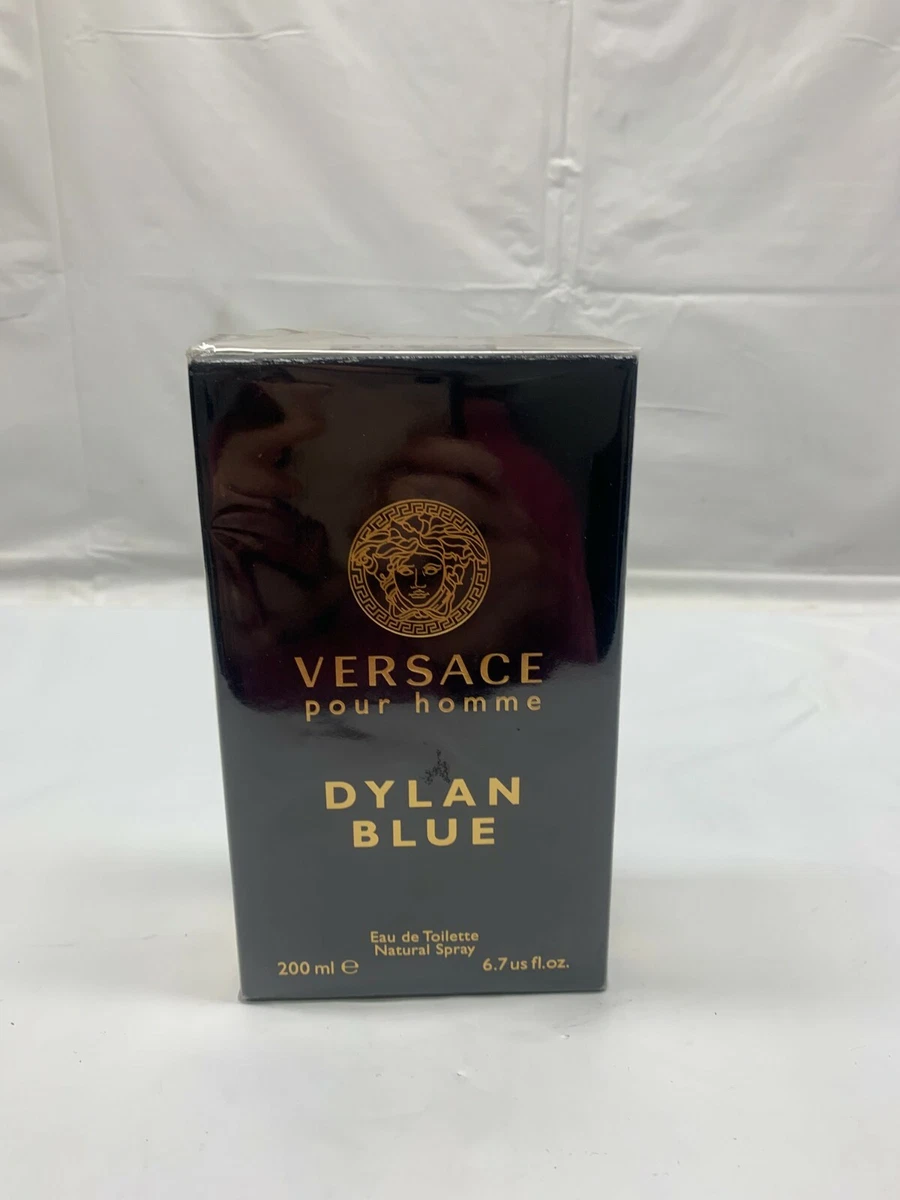 VERSACE
pour homme
DYLAN
BLUE
Eau de Toilette
Natural Spray
200 ml ℮
6.7 us fl.oz.